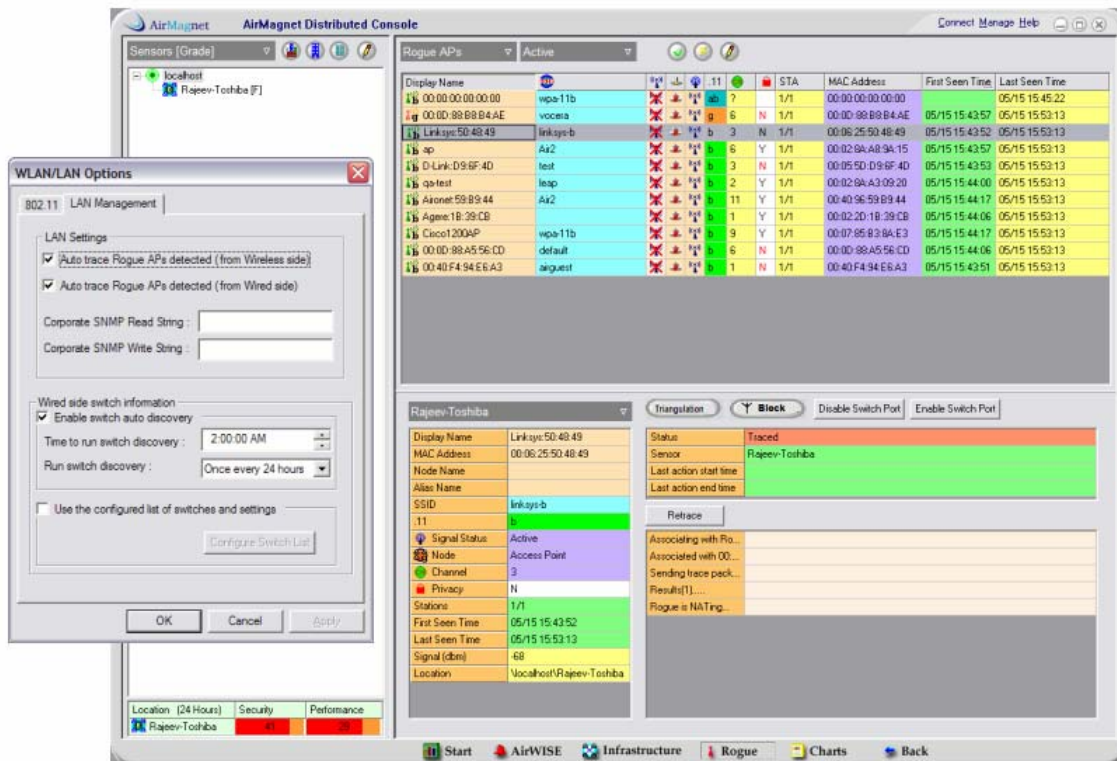 AirMagnet AirMagnet Distributed Console Connect Manage Help
Sensors [Grade]
localhost
Rajeev-Toshiba [F]
Rogue APs Active
Display Name SSID .11 STA MAC Address First Seen Time Last Seen Time
00:00:00:00:00:00 wpa-11b ab ? 1/1 00:00:00:00:00:00 05/15 15:45:22
00:0D:88:B8:B4:AE vocera g 6 N 1/1 00:0D:88:B8:B4:AE 05/15 15:43:57 05/15 15:53:13
Linksys:50:48:49 linksys-b b 3 N 1/1 00:06:25:50:48:49 05/15 15:43:52 05/15 15:53:13
ap Air2 b 6 Y 1/1 00:02:8A:A8:9A:15 05/15 15:43:57 05/15 15:53:13
D-Link:D9:6F:4D test b 3 N 1/1 00:05:5D:D9:6F:4D 05/15 15:43:53 05/15 15:53:13
qa-test leap b 2 Y 1/1 00:02:8A:A3:09:20 05/15 15:44:00 05/15 15:53:13
Aironet:59:B9:44 Air2 b 11 Y 1/1 00:40:96:59:B9:44 05/15 15:44:17 05/15 15:53:13
Agere:1B:39:CB b 1 Y 1/1 00:02:2D:1B:39:CB 05/15 15:44:06 05/15 15:53:13
Cisco1200AP wpa-11b b 9 Y 1/1 00:07:85:B3:8A:E3 05/15 15:44:17 05/15 15:53:13
00:0D:88:A5:56:CD default b 6 N 1/1 00:0D:88:A5:56:CD 05/15 15:44:06 05/15 15:53:13
00:40:F4:94:E6:A3 airguest b 1 N 1/1 00:40:F4:94:E6:A3 05/15 15:43:51 05/15 15:53:13
WLAN/LAN Options
802.11 LAN Management
LAN Settings
Auto trace Rogue APs detected (from Wireless side)
Auto trace Rogue APs detected (from Wired side)
Corporate SNMP Read String :
Corporate SNMP Write String :
Wired side switch information
Enable switch auto discovery
Time to run switch discovery : 2:00:00 AM
Run switch discovery : Once every 24 hours
Use the configured list of switches and settings
Configure Switch List
OK Cancel Apply
Rajeev-Toshiba
Display Name Linksys:50:48:49
MAC Address 00:06:25:50:48:49
Node Name
Alias Name
SSID linksys-b
.11 b
Signal Status Active
Node Access Point
Channel 3
Privacy N
Stations 1/1
First Seen Time 05/15 15:43:52
Last Seen Time 05/15 15:53:13
Signal (dbm) -68
Location \localhost\Rajeev-Toshiba
Triangulation Block Disable Switch Port Enable Switch Port
Status Traced
Sensor Rajeev-Toshiba
Last action start time
Last action end time
Retrace
Associating with Ro...
Associated with 00:...
Sending trace pack...
Results(1).....
Rogue is NATing...
Location (24 Hours) Security Performance
Rajeev-Toshiba 41
Start AirWISE Infrastructure Rogue Charts Back